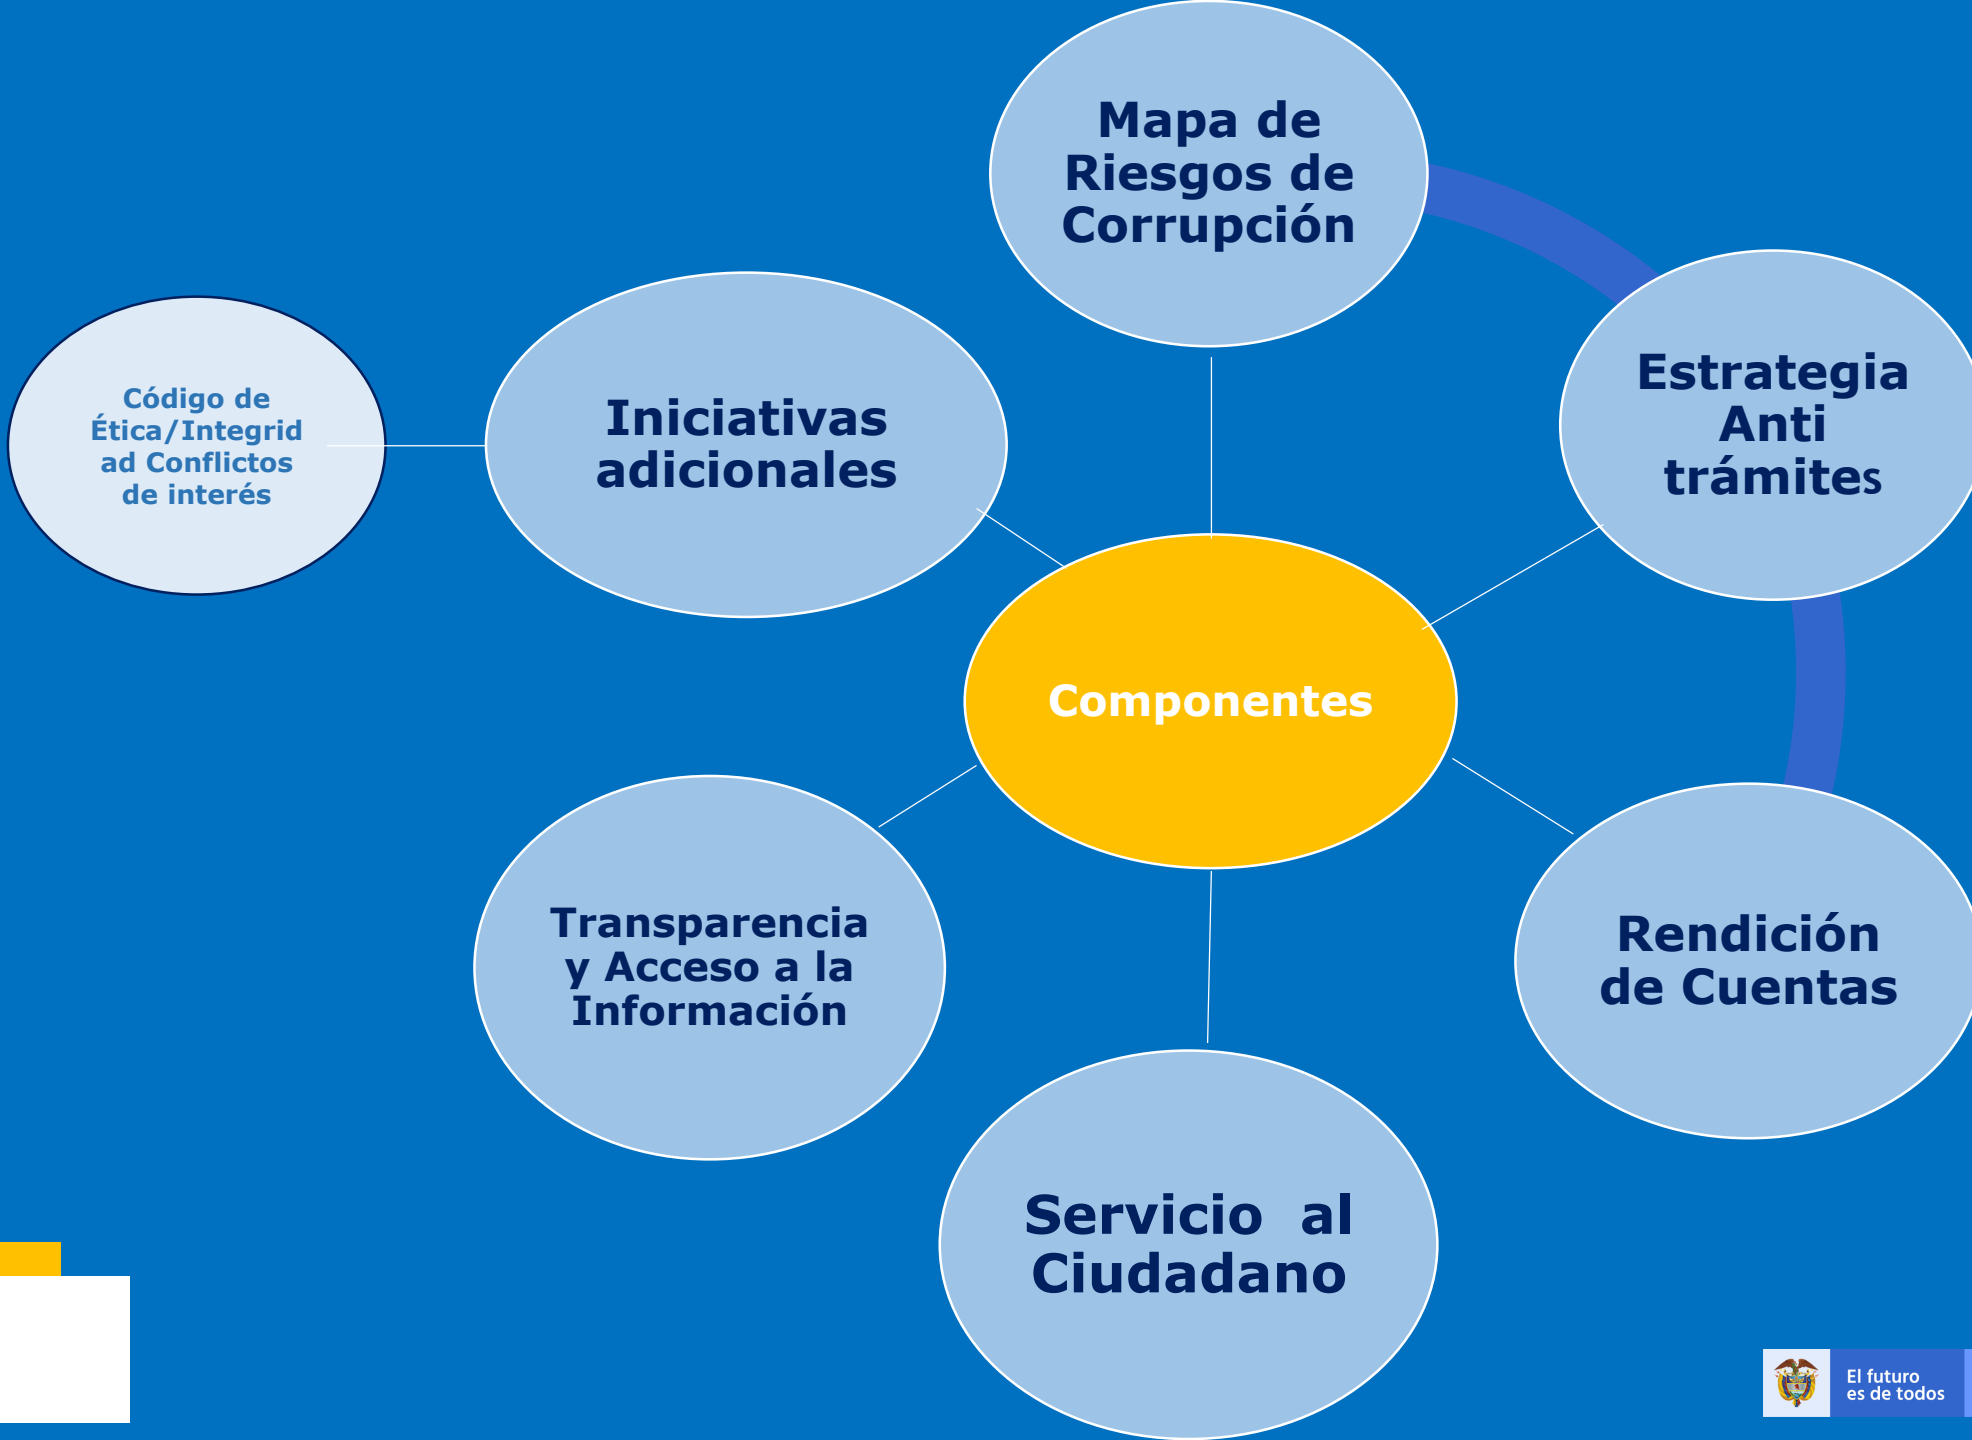 Mapa de
Riesgos de
Corrupción
Estrategia
Anti
trámites
Código de
Ética/Integrid
ad Conflictos
de interés
Iniciativas
adicionales
Componentes
Transparencia
y Acceso a la
Información
Rendición
de Cuentas
Servicio al
Ciudadano
El futuro
es de todos